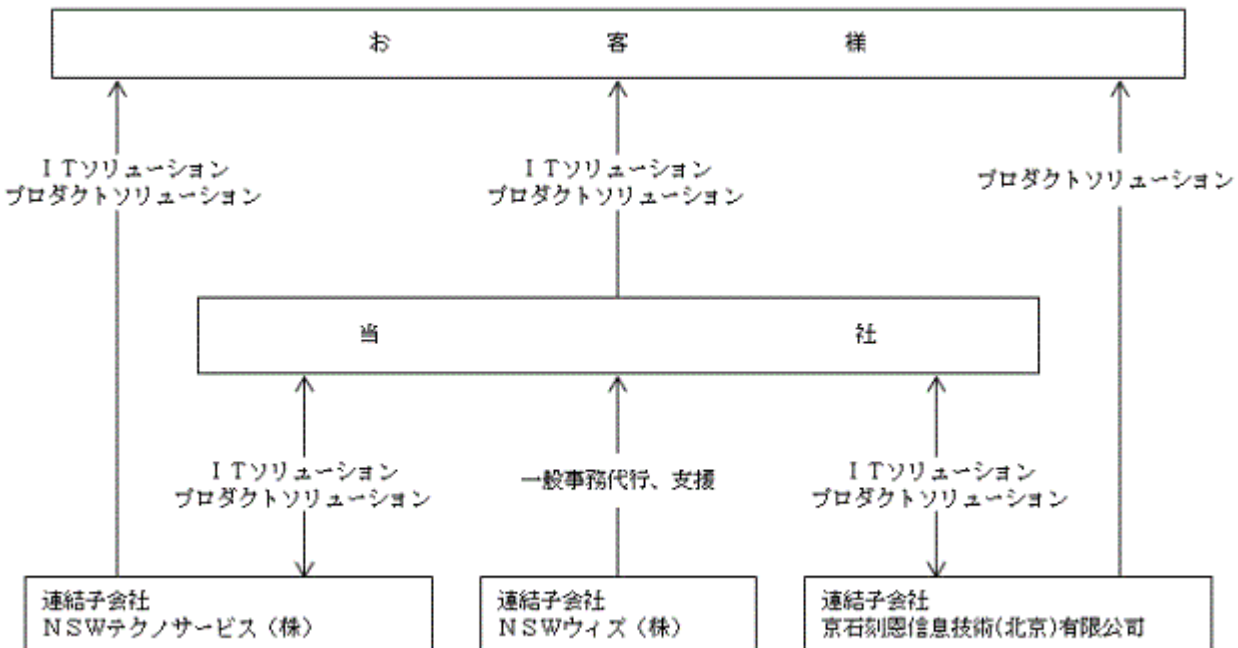 お客様
ＩＴソリューション
プロダクトソリューション
ＩＴソリューション
プロダクトソリューション
プロダクトソリューション
当社
ＩＴソリューション
プロダクトソリューション
一般事務代行、支援
ＩＴソリューション
プロダクトソリューション
連結子会社
ＮＳＷテクノサービス（株）
連結子会社
ＮＳＷウィズ（株）
連結子会社
京石刻恩信息技術(北京)有限公司